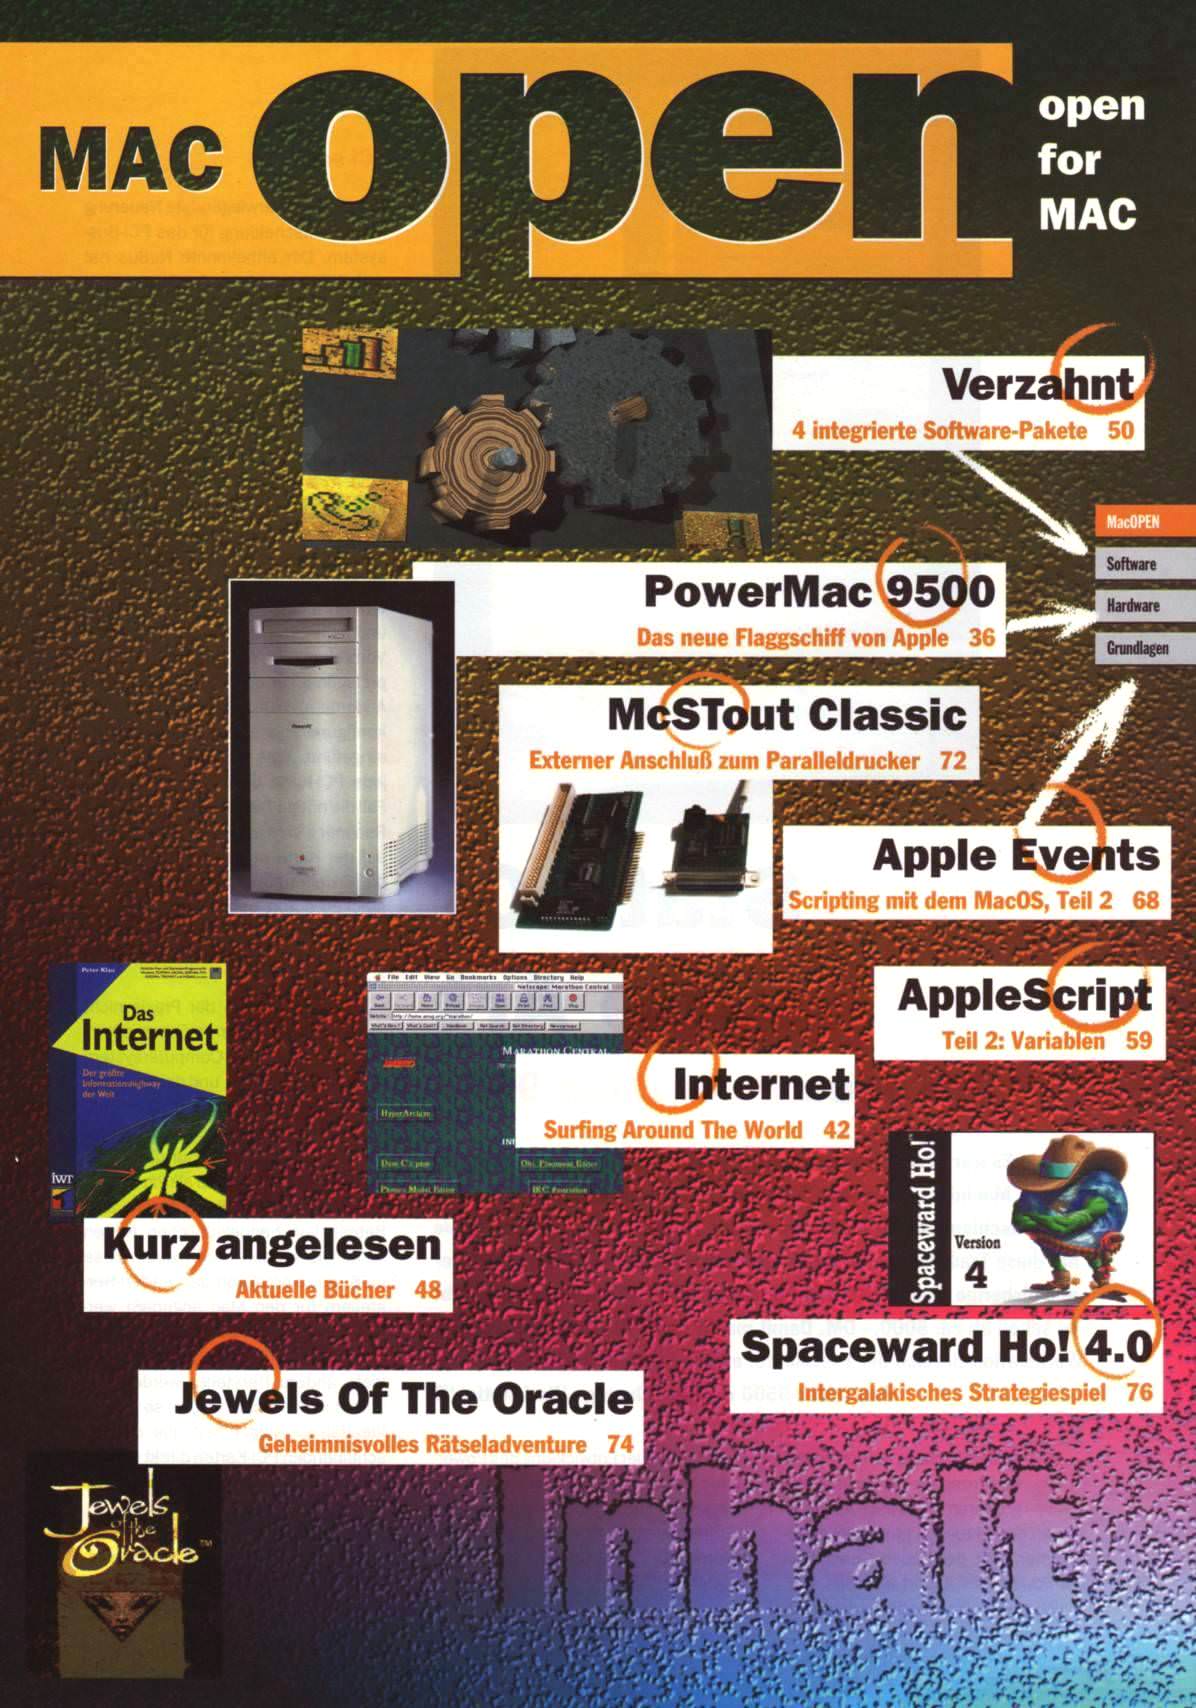 MAC open
open
for
MAC
Verzahnt
4 integrierte Software-Pakete 50
MacOPEN
Software
Hardware
Grundlagen
PowerMac 9500
Das neue Flaggschiff von Apple 36
McSTout Classic
Externer Anschluß zum Paralleldrucker 72
Apple Events
Scripting mit dem MacOS, Teil 2 68
AppleScript
Teil 2: Variablen 59
Peter Klau
Das
Internet
Der größte
Informationshighway
der Welt
iWT
File Edit View Go Bookmarks Options Directory Help
Netscape: Marathon Central
MARATHON CENTRAL
HyperArchive
Physics Model Editor
Internet
Surfing Around The World 42
Kurz angelesen
Aktuelle Bücher 48
Spaceward Ho!
Version
4
Spaceward Ho! 4.0
Intergalakisches Strategiespiel 76
Jewels Of The Oracle
Geheimnisvolles Rätseladventure 74
Jewels
of the
Oracle™
Inhalt